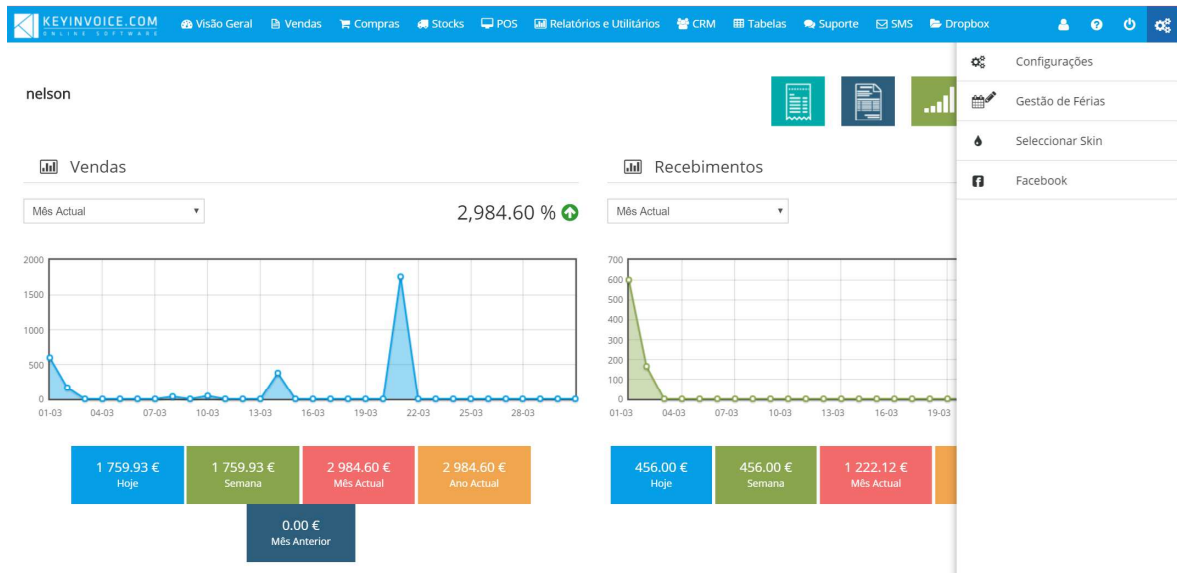 KEYINVOICE.COM
ONLINE SOFTWARE
Visão Geral
Vendas
Compras
Stocks
POS
Relatórios e Utilitários
CRM
Tabelas
Suporte
SMS
Dropbox
Configurações
Gestão de Férias
Seleccionar Skin
Facebook
nelson
Vendas
Mês Actual
2,984.60 %
2000
1500
1000
500
0
01-03 04-03 07-03 10-03 13-03 16-03 19-03 22-03 25-03 28-03
1 759.93 €
Hoje
1 759.93 €
Semana
2 984.60 €
Mês Actual
2 984.60 €
Ano Actual
0.00 €
Mês Anterior
Recebimentos
Mês Actual
700
600
500
400
300
200
100
0
01-03 04-03 07-03 10-03 13-03 16-03 19-03
456.00 €
Hoje
456.00 €
Semana
1 222.12 €
Mês Actual